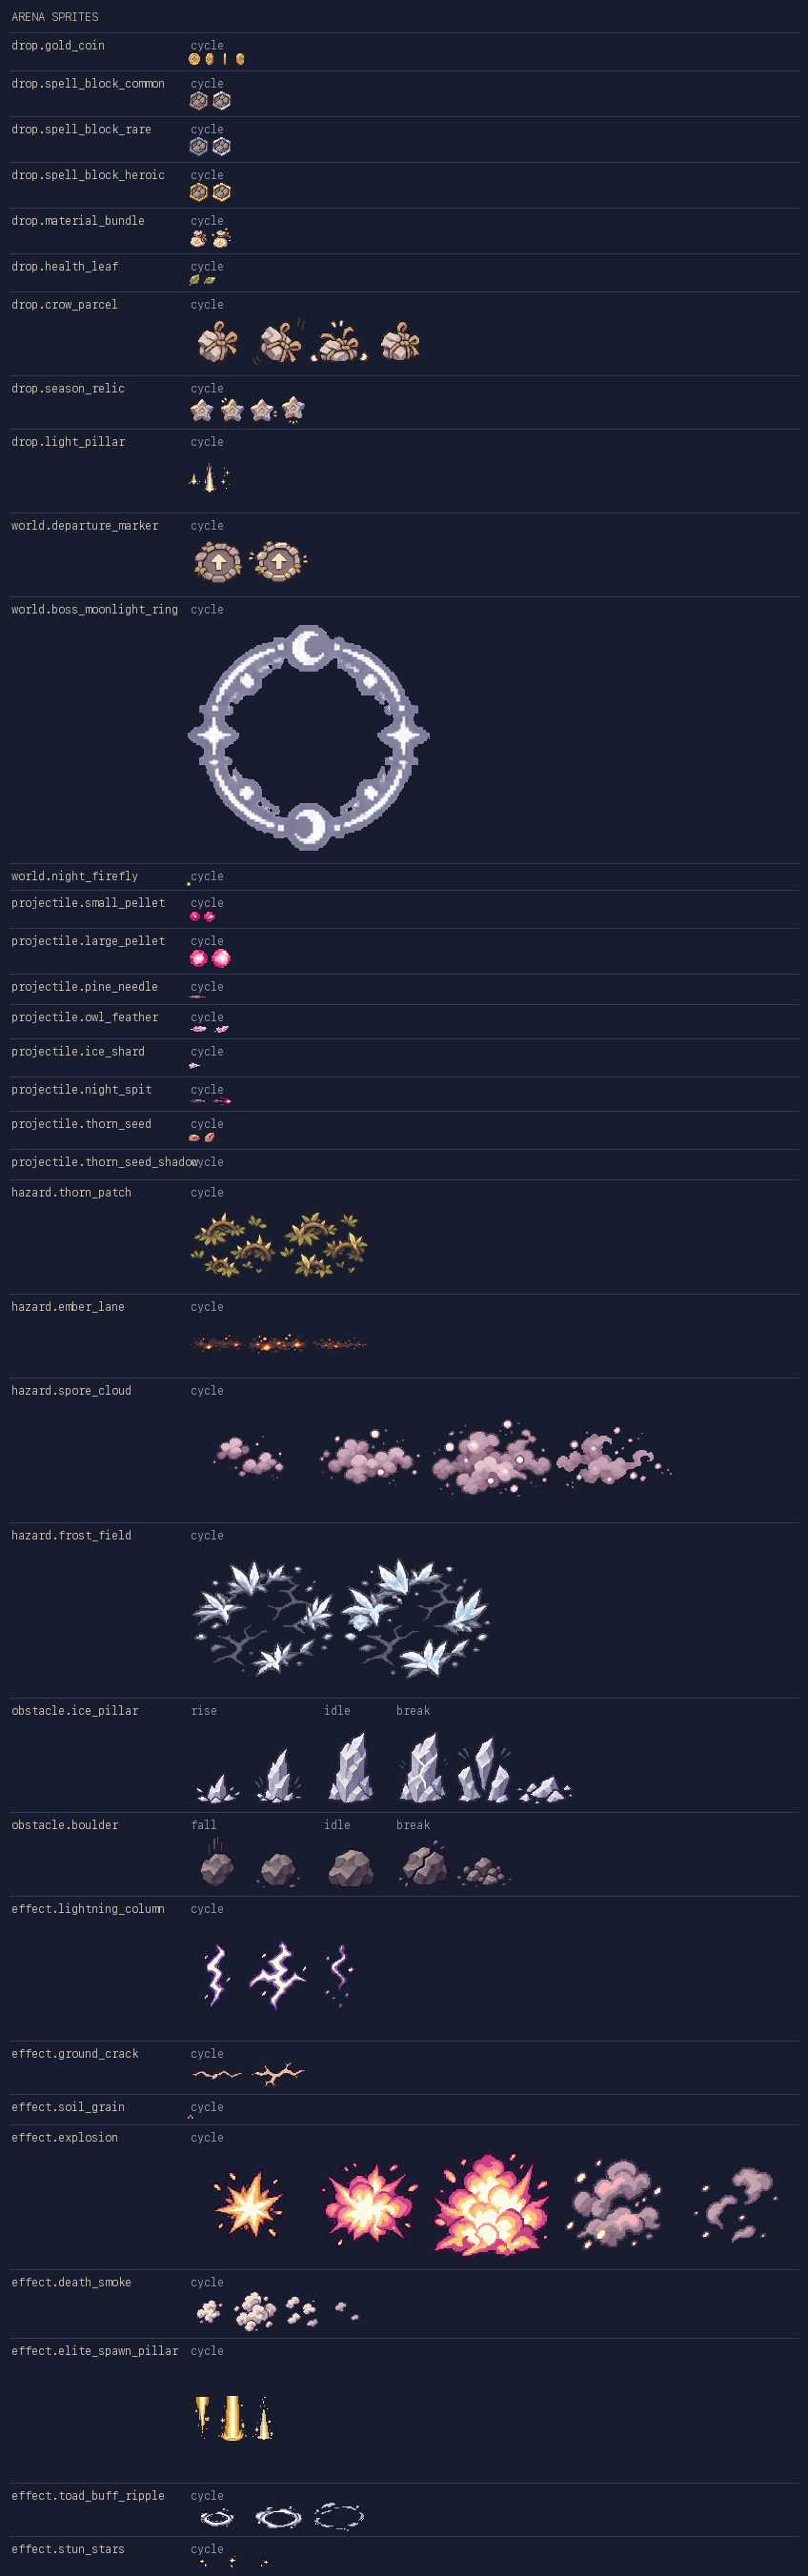 ARENA SPRITES
drop.gold_coin cycle
drop.spell_block_common cycle
drop.spell_block_rare cycle
drop.spell_block_heroic cycle
drop.material_bundle cycle
drop.health_leaf cycle
drop.crow_parcel cycle
drop.season_relic cycle
drop.light_pillar cycle
world.departure_marker cycle
world.boss_moonlight_ring cycle
world.night_firefly cycle
projectile.small_pellet cycle
projectile.large_pellet cycle
projectile.pine_needle cycle
projectile.owl_feather cycle
projectile.ice_shard cycle
projectile.night_spit cycle
projectile.thorn_seed cycle
projectile.thorn_seed_shadow cycle
hazard.thorn_patch cycle
hazard.ember_lane cycle
hazard.spore_cloud cycle
hazard.frost_field cycle
obstacle.ice_pillar rise idle break
obstacle.boulder fall idle break
effect.lightning_column cycle
effect.ground_crack cycle
effect.soil_grain cycle
effect.explosion cycle
effect.death_smoke cycle
effect.elite_spawn_pillar cycle
effect.toad_buff_ripple cycle
effect.stun_stars cycle